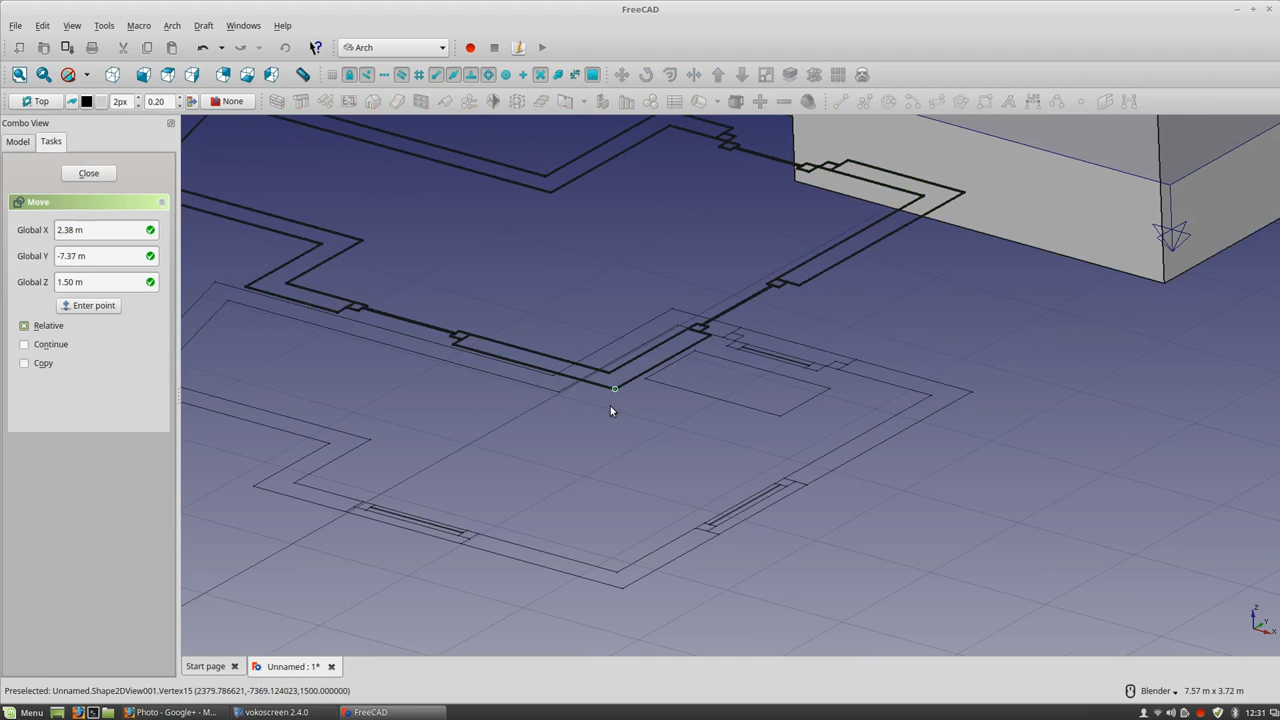 FreeCAD
File Edit View Tools Macro Arch Draft Windows Help
Arch
Top 2px 0.20 None
Combo View
Model Tasks
Close
Move
Global X 2.38 m
Global Y -7.37 m
Global Z 1.50 m
Enter point
Relative
Continue
Copy
Z
Y
X
Start page Unnamed : 1*
Preselected: Unnamed.Shape2DView001.Vertex15 (2379.786621,-7369.124023,1500.000000) Blender 7.57 m x 3.72 m
Menu Photo - Google+ - M... vokoscreen 2.4.0 FreeCAD 12:31